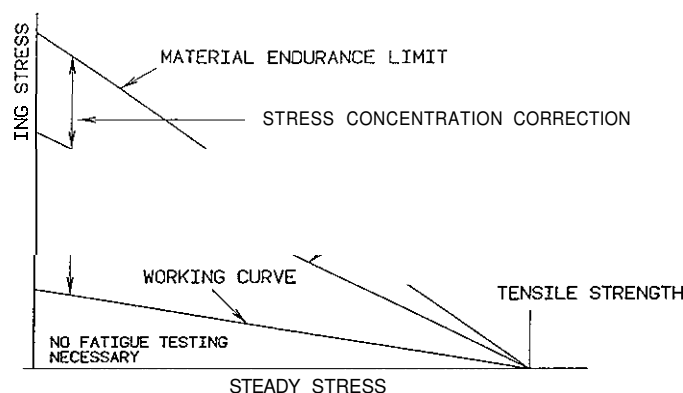 MATERIAL ENDURANCE LIMIT
ING STRESS
STRESS CONCENTRATION CORRECTION
WORKING CURVE
TENSILE STRENGTH
NO FATIGUE TESTING
NECESSARY
STEADY STRESS